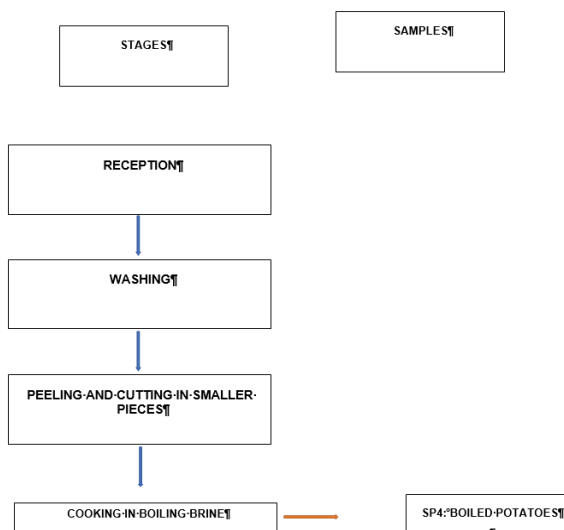 STAGES¶
SAMPLES¶
RECEPTION¶
WASHING¶
PEELING·AND·CUTTING·IN·SMALLER·
PIECES¶
COOKING·IN·BOILING·BRINE¶
SP4:°BOILED·POTATOES¶
¶